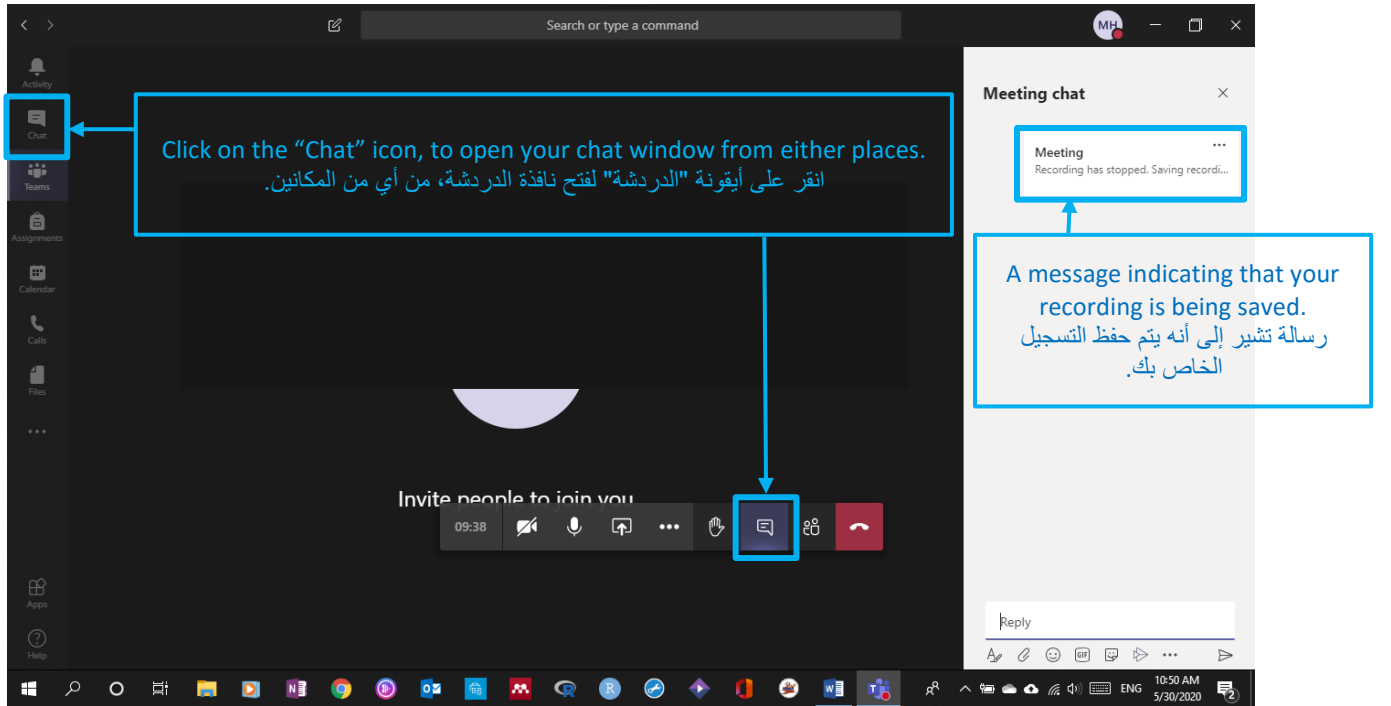 Search or type a command
MH
Activity
Chat
Teams
Assignments
Calendar
Calls
Files
Apps
Help
Click on the “Chat” icon, to open your chat window from either places.
انقر على أيقونة "الدردشة" لفتح نافذة الدردشة، من أي من المكانين.
Invite people to join you
09:38
Meeting chat
Meeting
Recording has stopped. Saving recordi...
A message indicating that your
recording is being saved.
رسالة تشير إلى أنه يتم حفظ التسجيل
الخاص بك.
Reply
GIF
ENG
10:50 AM
5/30/2020
2